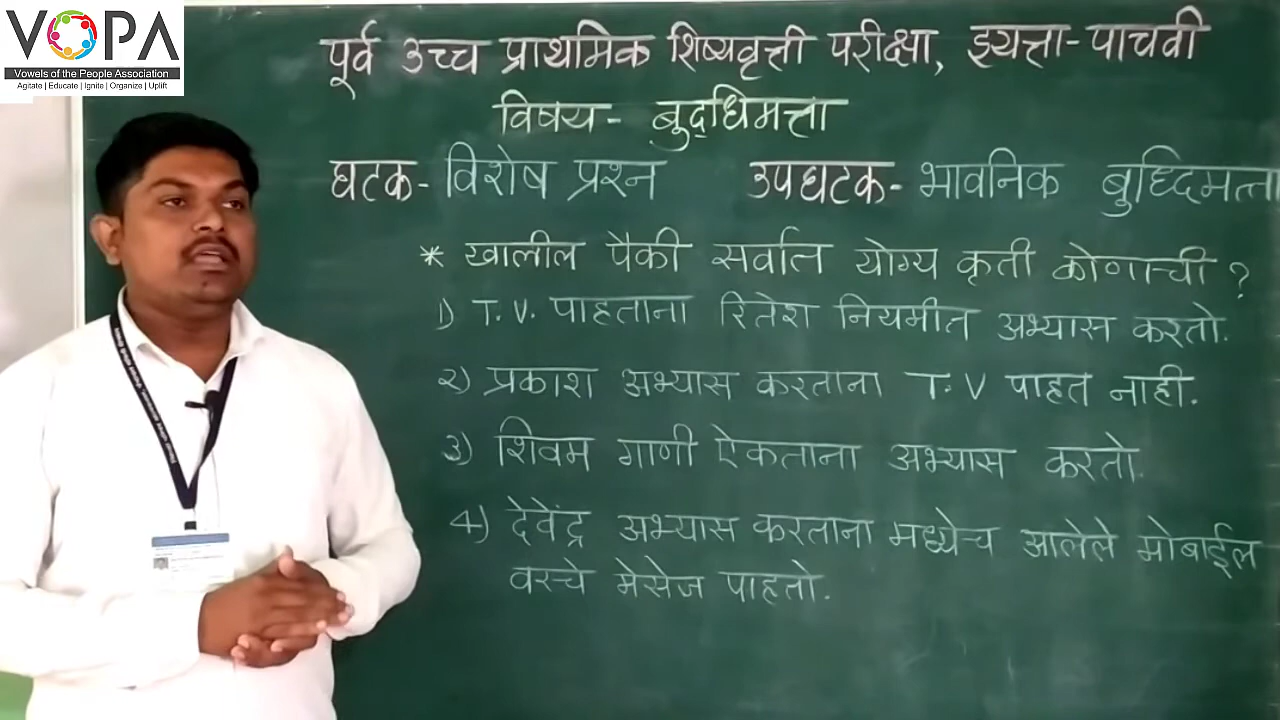 VOPA
Vowels of the People Association
Agitate | Educate | Ignite | Organize | Uplift
पूर्व उच्च प्राथमिक शिष्यवृत्ती परीक्षा, इयत्ता-पाचवी
विषय- बुद्धिमत्ता
घटक- विशेष प्रश्न उपघटक- भावनिक बुध्दिमत्ता
* खालील पैकी सर्वात योग्य कृती कोणाची ?
1) T.V. पाहताना रितेश नियमीत अभ्यास करतो.
२) प्रकाश अभ्यास करताना T.V पाहत नाही.
3) शिवम गाणी ऐकताना अभ्यास करतो.
4) देवेंद्र अभ्यास करताना मध्येच आलेले मोबाईल
वरचे मेसेज पाहतो.